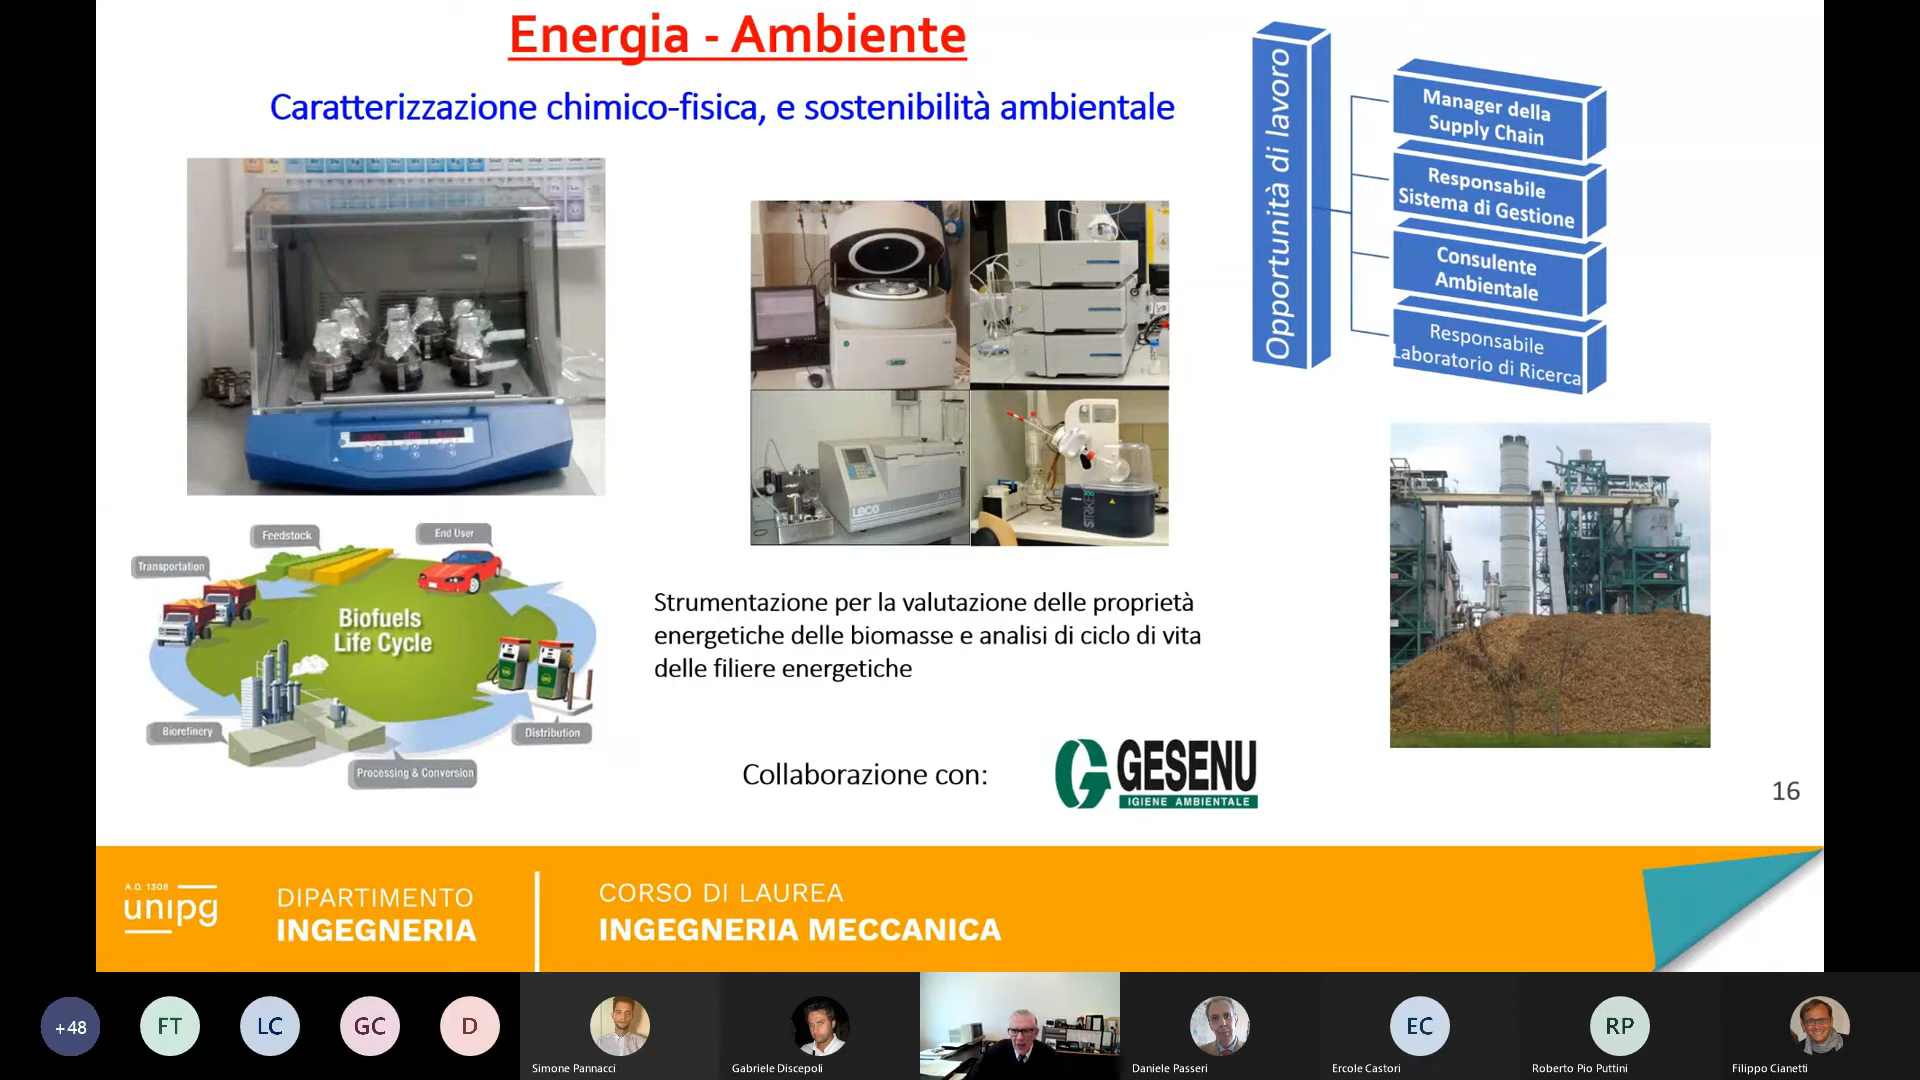 Energia - Ambiente
Caratterizzazione chimico-fisica, e sostenibilità ambientale
Opportunità di lavoro
Manager della
Supply Chain
Responsabile
Sistema di Gestione
Consulente
Ambientale
Responsabile
Laboratorio di Ricerca
LECO
LECO
STRIKE
Feedstock
End User
Transportation
Biofuels
Life Cycle
Biorefinery
Distribution
Processing & Conversion
Strumentazione per la valutazione delle proprietà
energetiche delle biomasse e analisi di ciclo di vita
delle filiere energetiche
Collaborazione con:
GESENU
IGIENE AMBIENTALE
16
A.D. 1308
unipg
DIPARTIMENTO
INGEGNERIA
CORSO DI LAUREA
INGEGNERIA MECCANICA
+48
FT
LC
GC
D
EC
RP
Simone Pannacci
Gabriele Discepoli
Daniele Passeri
Ercole Castori
Roberto Pio Puttini
Filippo Cianetti